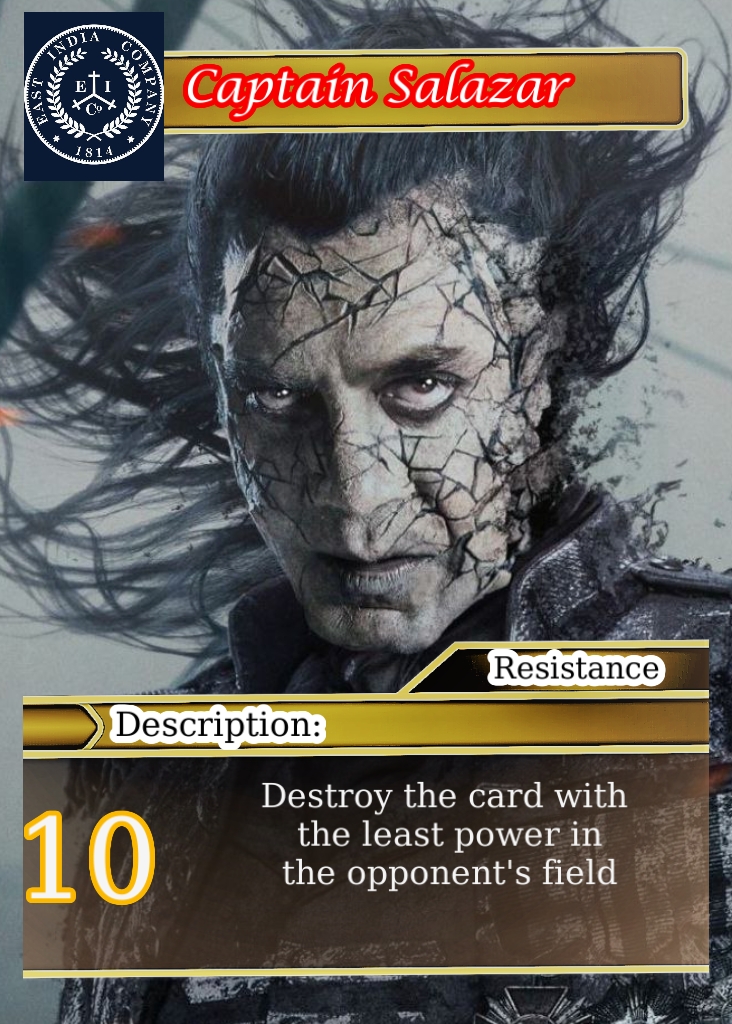 EAST INDIA COMPANY
E I
Co
1814
Captain Salazar
Resistance
Description:
10
Destroy the card with
the least power in
the opponent's field